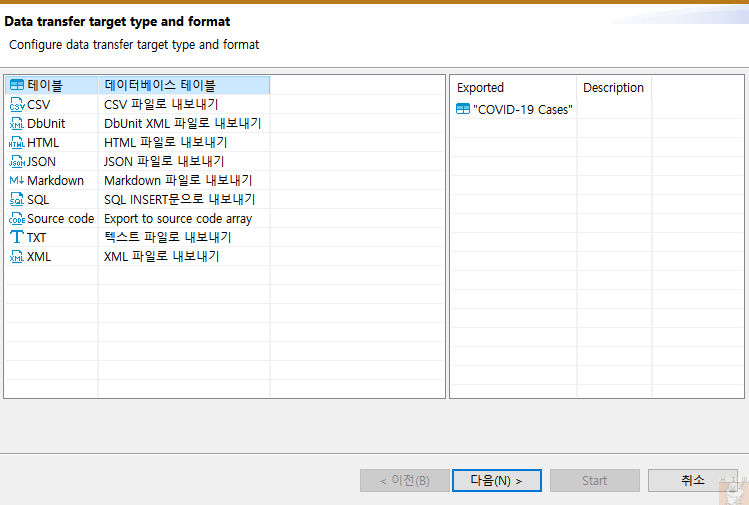 Data transfer target type and format
Configure data transfer target type and format
테이블 데이터베이스 테이블
CSV CSV 파일로 내보내기
DbUnit DbUnit XML 파일로 내보내기
HTML HTML 파일로 내보내기
JSON JSON 파일로 내보내기
Markdown Markdown 파일로 내보내기
SQL SQL INSERT문으로 내보내기
Source code Export to source code array
TXT 텍스트 파일로 내보내기
XML XML 파일로 내보내기
Exported Description
"COVID-19 Cases"
< 이전(B) 다음(N) > Start 취소